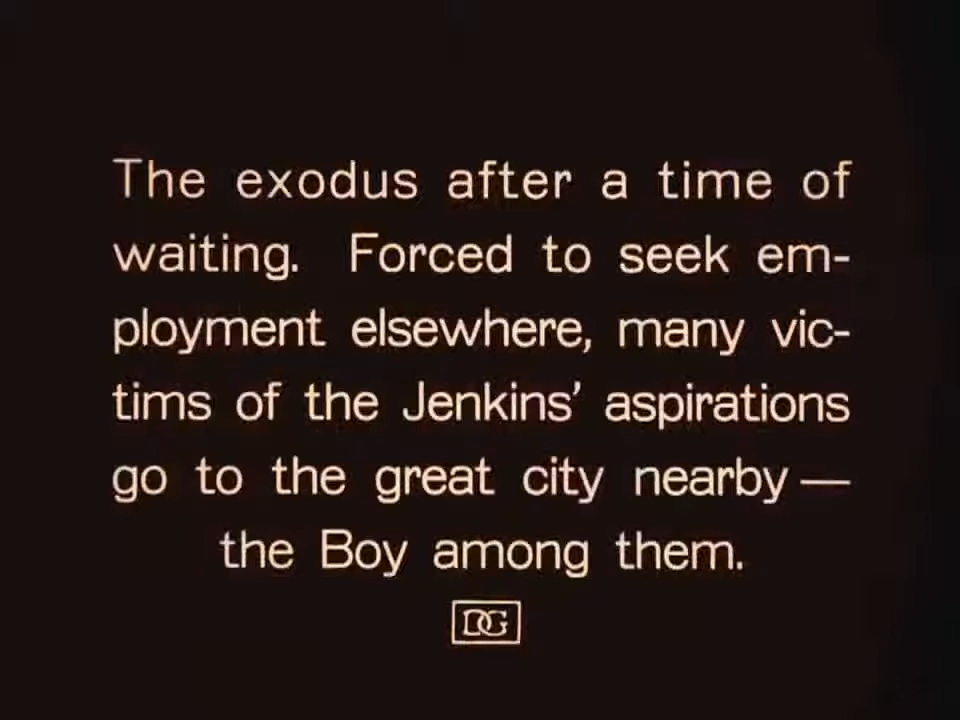 The exodus after a time of
waiting. Forced to seek em-
ployment elsewhere, many vic-
tims of the Jenkins' aspirations
go to the great city nearby —
the Boy among them.
DG